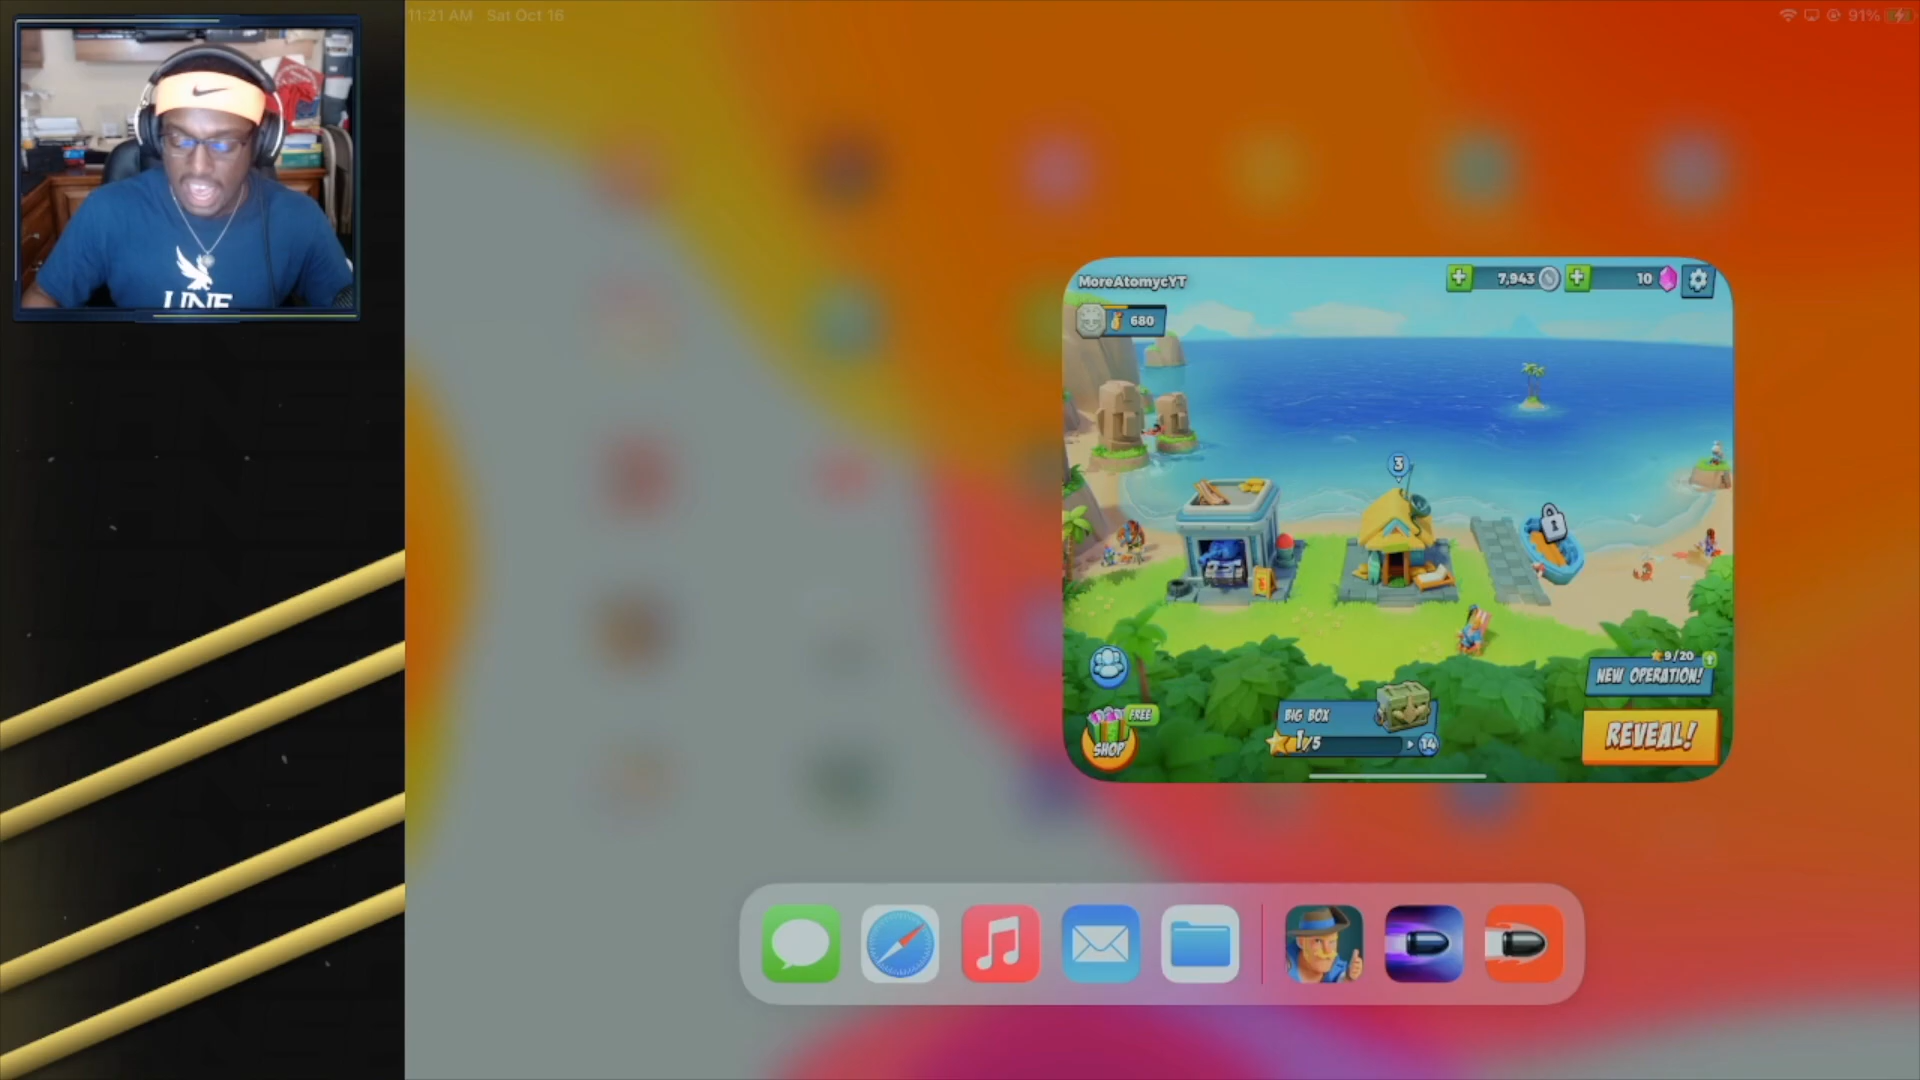 11:21 AM Sat Oct 16
91%
MoreAtomycYT
7,943
10
680
3
9/20
NEW OPERATION!
BIG BOX
FREE
1/5
14
SHOP
REVEAL!